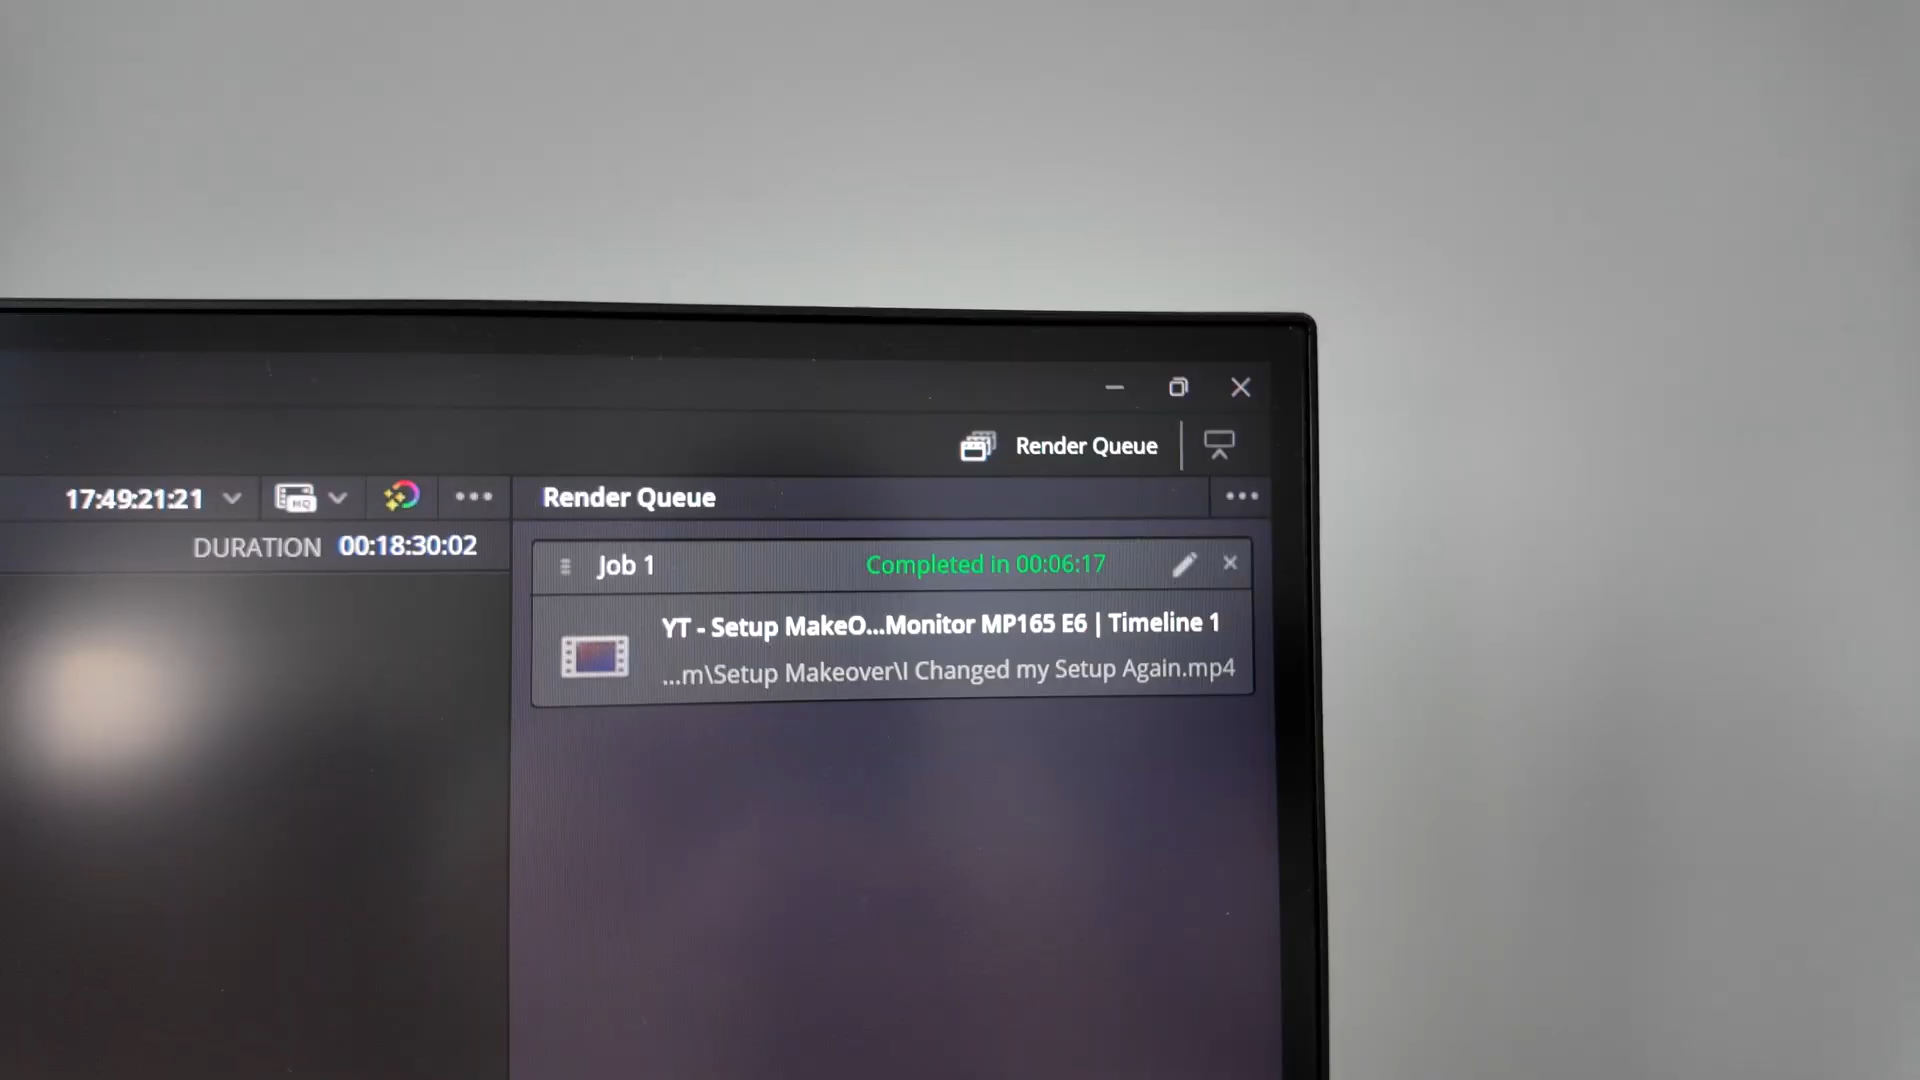 Render Queue
17:49:21:21
HQ
Render Queue
DURATION 00:18:30:02
Job 1 Completed in 00:06:17
YT - Setup MakeO...Monitor MP165 E6 | Timeline 1
...m\Setup Makeover\I Changed my Setup Again.mp4